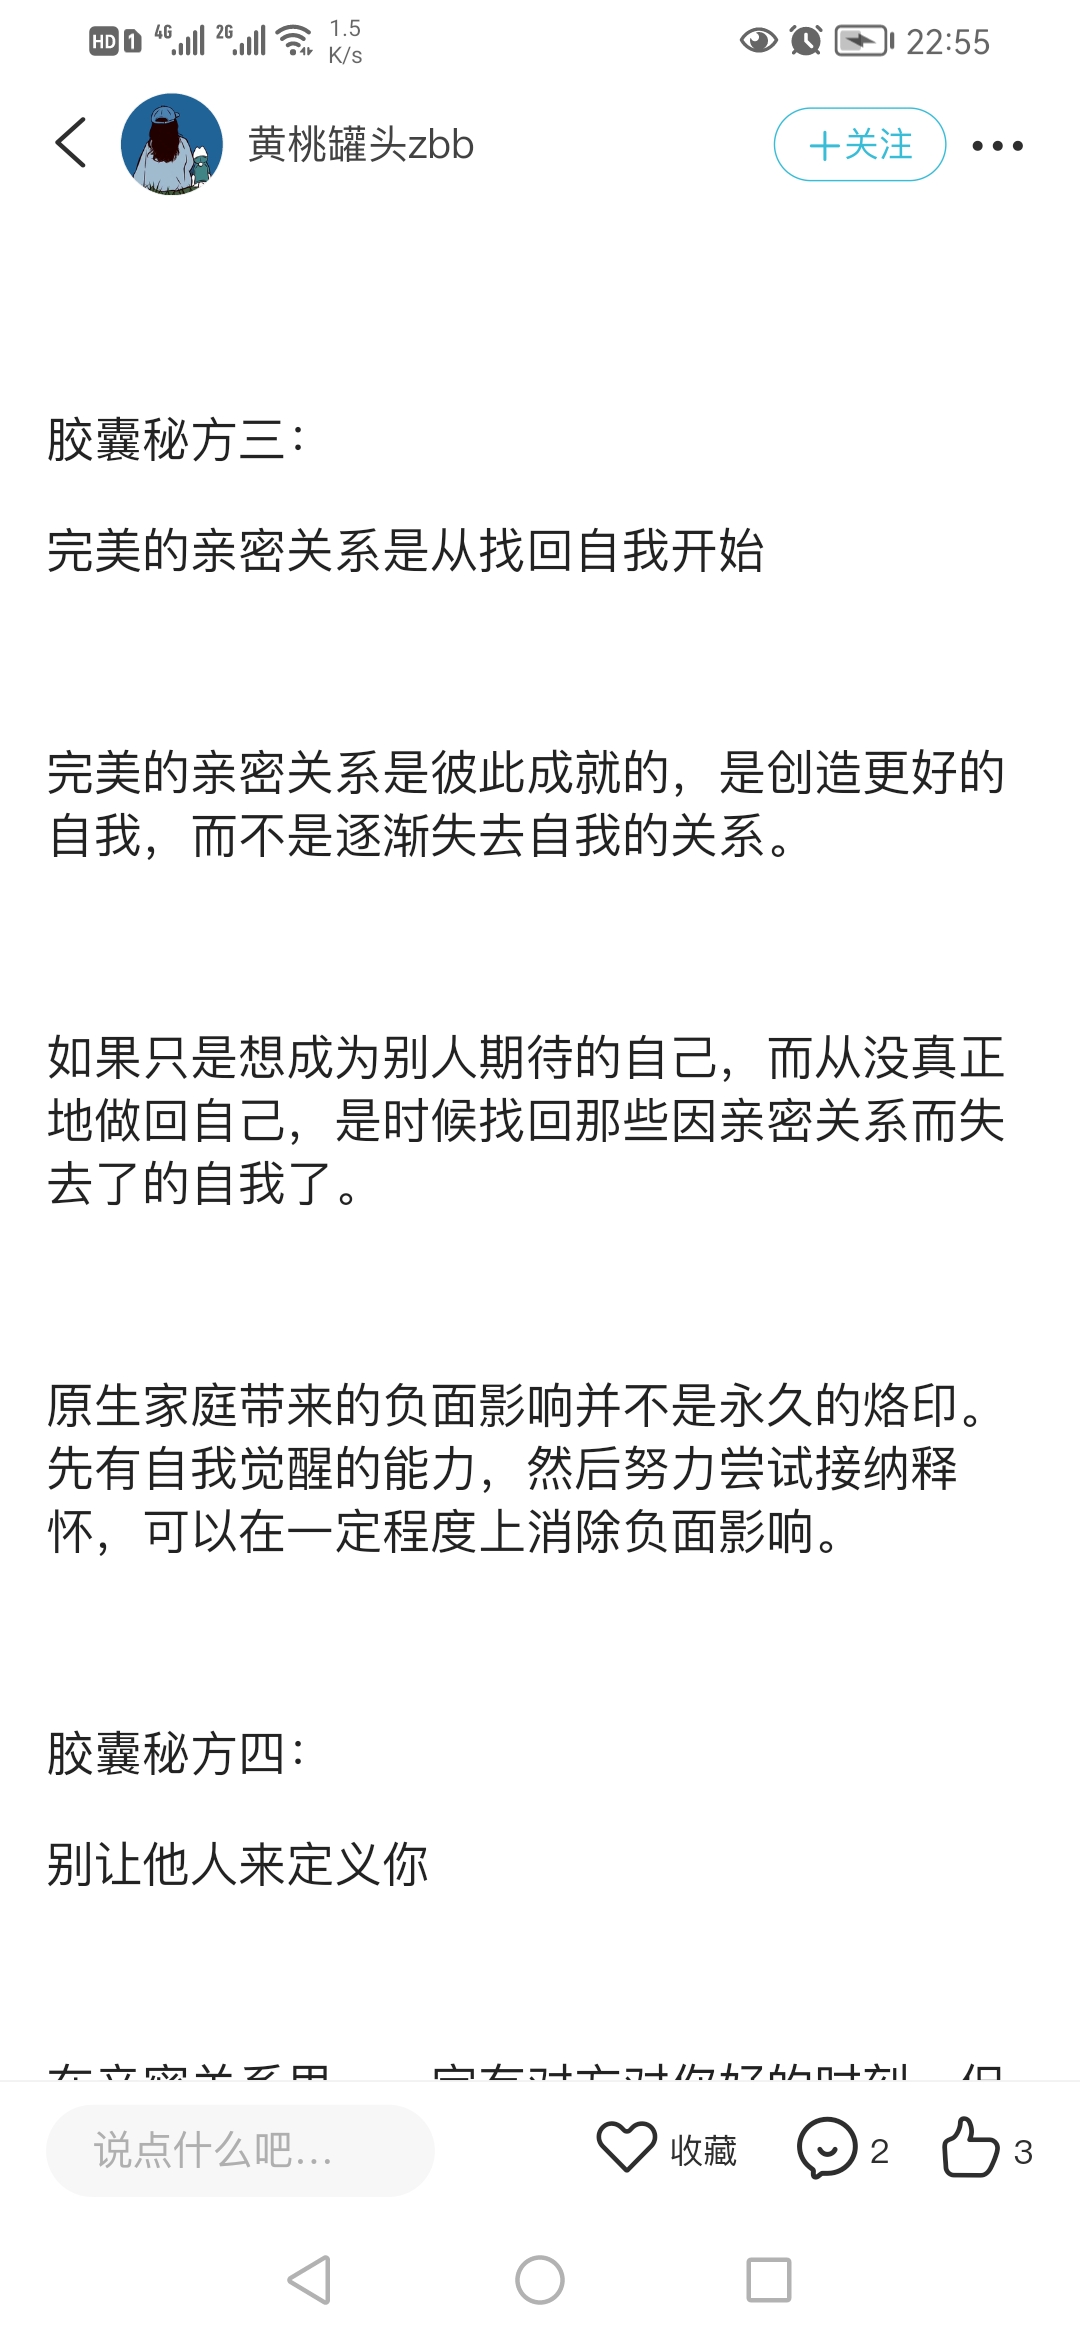 HD 1 4G 2G 1.5 K/s 22:55
黄桃罐头zbb
+关注
胶囊秘方三：
完美的亲密关系是从找回自我开始
完美的亲密关系是彼此成就的，是创造更好的
自我，而不是逐渐失去自我的关系。
如果只是想成为别人期待的自己，而从没真正
地做回自己，是时候找回那些因亲密关系而失
去了的自我了。
原生家庭带来的负面影响并不是永久的烙印。
先有自我觉醒的能力，然后努力尝试接纳释
怀，可以在一定程度上消除负面影响。
胶囊秘方四：
别让他人来定义你
说点什么吧...
收藏
2
3